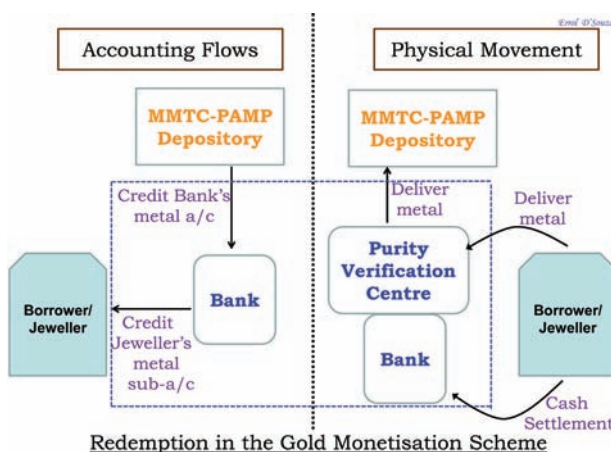 Errol D'Souza
Accounting Flows
MMTC-PAMP
Depository
Credit Bank's
metal a/c
Bank
Borrower/
Jeweller
Credit
Jeweller's
metal
sub-a/c
Physical Movement
MMTC-PAMP
Depository
Deliver
metal
Deliver
metal
Purity
Verification
Centre
Bank
Borrower/
Jeweller
Cash
Settlement
Redemption in the Gold Monetisation Scheme